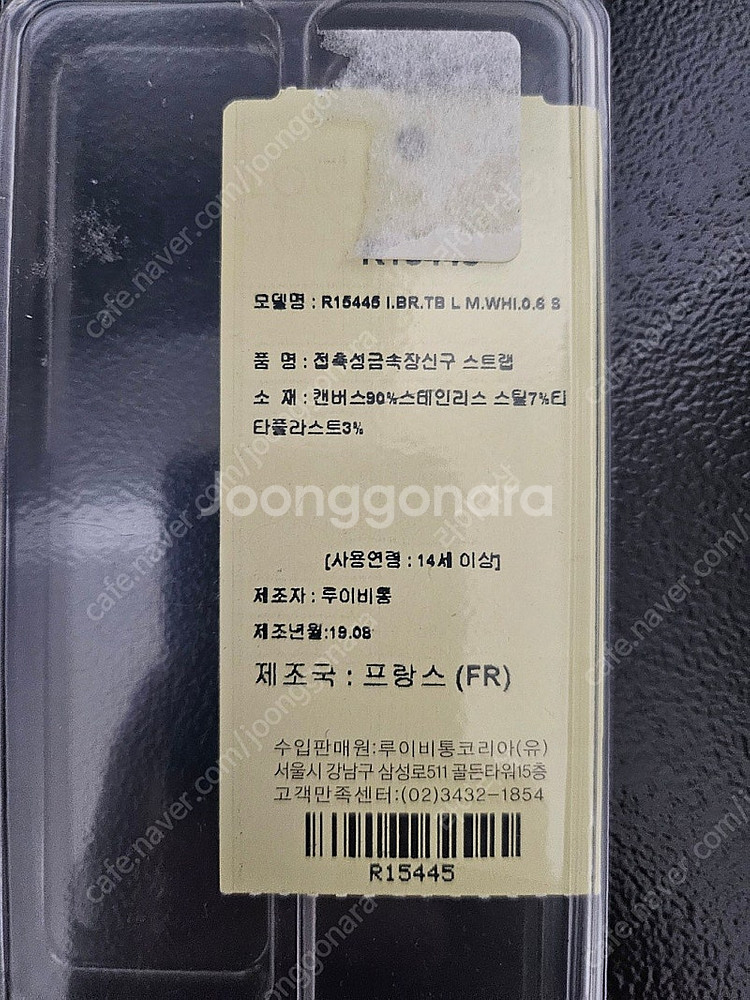 모델명 : R15445 I.BR.TB L M.WHI.0.6 S
품 명 : 접촉성금속장신구 스트랩
소 재 : 캔버스90%스테인리스 스틸7%티
타플라스트3%
Joonggonara
[사용연령 : 14세 이상]
제조자 : 루이비통
제조년월:19.08
제조국 : 프랑스 (FR)
수입판매원:루이비통코리아(유)
서울시 강남구 삼성로511 골든타워15층
고객만족센터:(02)3432-1854
R15445
cafe.naver.com/joonggonara